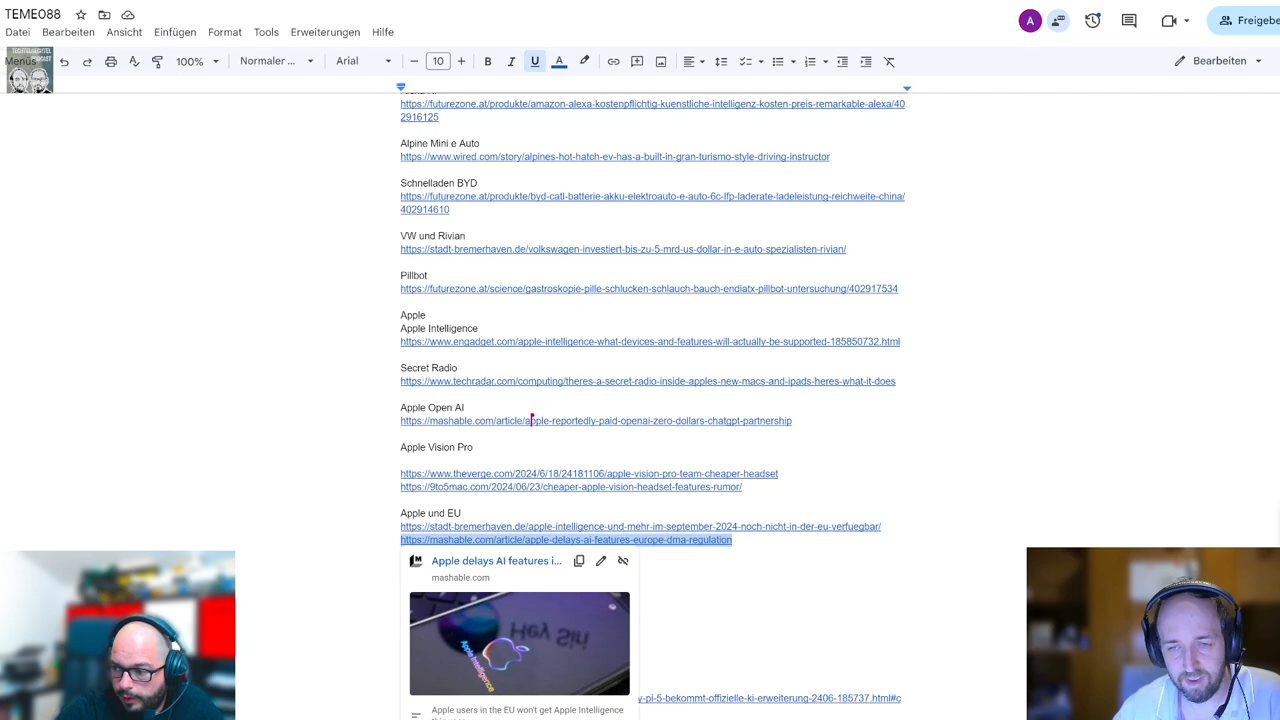 TEME088
Datei Bearbeiten Ansicht Einfügen Format Tools Erweiterungen Hilfe
A
Freigebe
Menüs
100%
Normaler ...
Arial
10
Bearbeiten
https://futurezone.at/produkte/amazon-alexa-kostenpflichtig-kuenstliche-intelligenz-kosten-preis-remarkable-alexa/40
2916125
Alpine Mini e Auto
https://www.wired.com/story/alpines-hot-hatch-ev-has-a-built-in-gran-turismo-style-driving-instructor
Schnelladen BYD
https://futurezone.at/produkte/byd-catl-batterie-akku-elektroauto-e-auto-6c-lfp-laderate-ladeleistung-reichweite-china/
402914610
VW und Rivian
https://stadt-bremerhaven.de/volkswagen-investiert-bis-zu-5-mrd-us-dollar-in-e-auto-spezialisten-rivian/
Pillbot
https://futurezone.at/science/gastroskopie-pille-schlucken-schlauch-bauch-endiatx-pillbot-untersuchung/402917534
Apple
Apple Intelligence
https://www.engadget.com/apple-intelligence-what-devices-and-features-will-actually-be-supported-185850732.html
Secret Radio
https://www.techradar.com/computing/theres-a-secret-radio-inside-apples-new-macs-and-ipads-heres-what-it-does
Apple Open AI
https://mashable.com/article/apple-reportedly-paid-openai-zero-dollars-chatgpt-partnership
Apple Vision Pro
https://www.theverge.com/2024/6/18/24181106/apple-vision-pro-team-cheaper-headset
https://9to5mac.com/2024/06/23/cheaper-apple-vision-headset-features-rumor/
Apple und EU
https://stadt-bremerhaven.de/apple-intelligence-und-mehr-im-september-2024-noch-nicht-in-der-eu-verfuegbar/
https://mashable.com/article/apple-delays-ai-features-europe-dma-regulation
Apple delays AI features i...
mashable.com
Hey Siri
Apple Intelligence
y-pi-5-bekommt-offizielle-ki-erweiterung-2406-185737.html#c
Apple users in the EU won't get Apple Intelligence